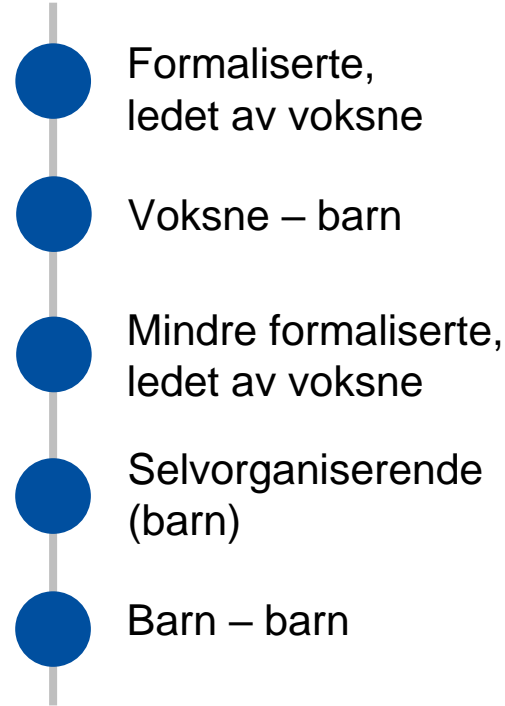 Formaliserte,
ledet av voksne
Voksne – barn
Mindre formaliserte,
ledet av voksne
Selvorganiserende
(barn)
Barn – barn